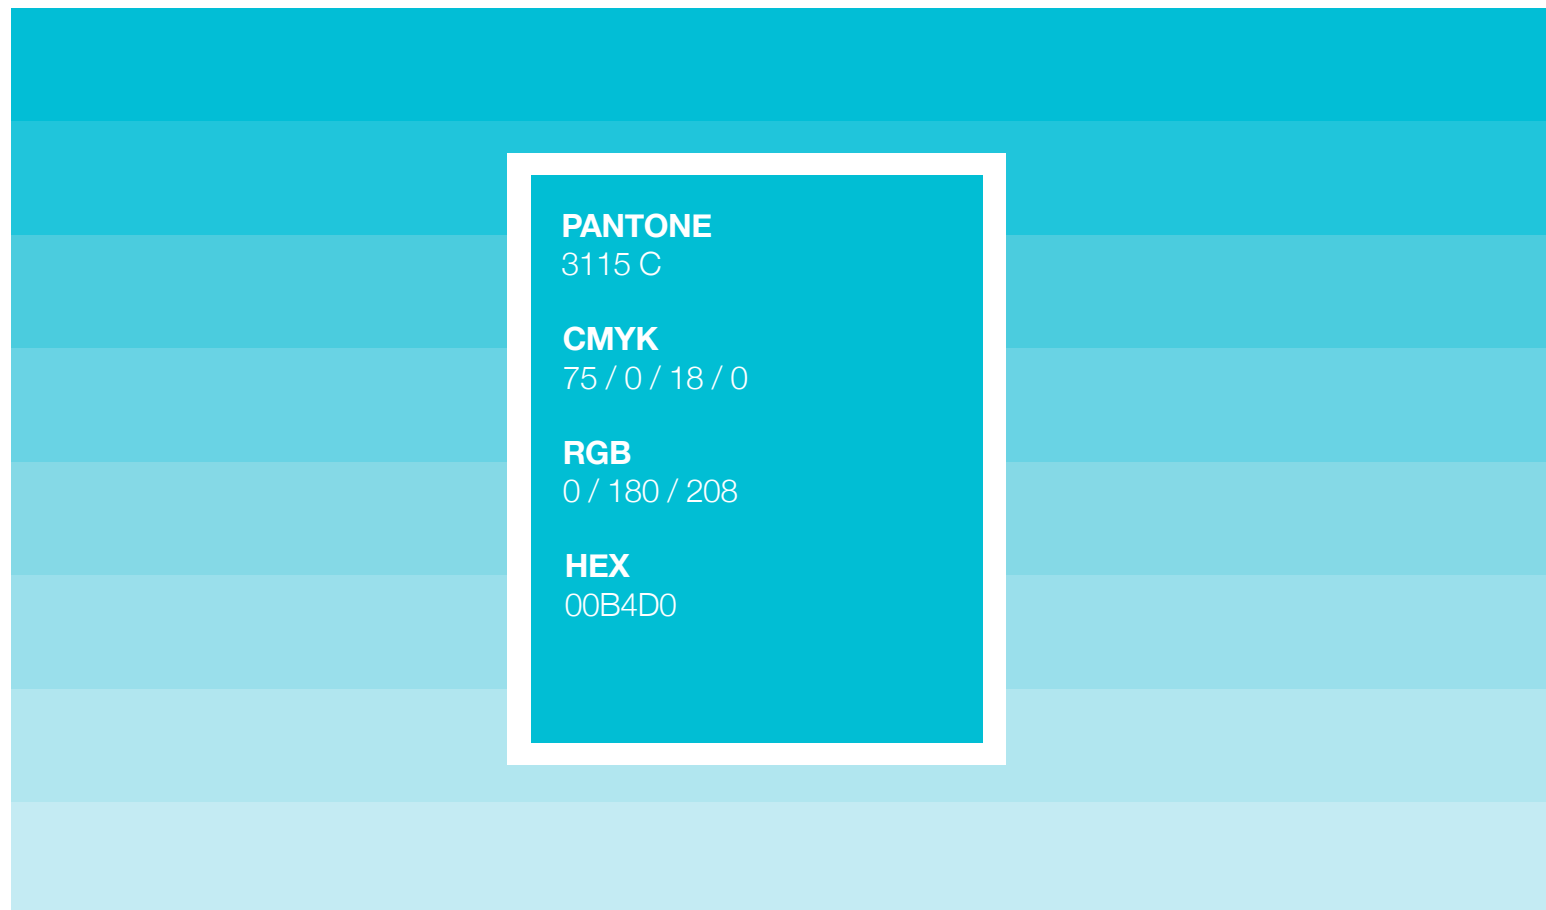 PANTONE
3115 C
CMYK
75 / 0 / 18 / 0
RGB
0 / 180 / 208
HEX
00B4D0